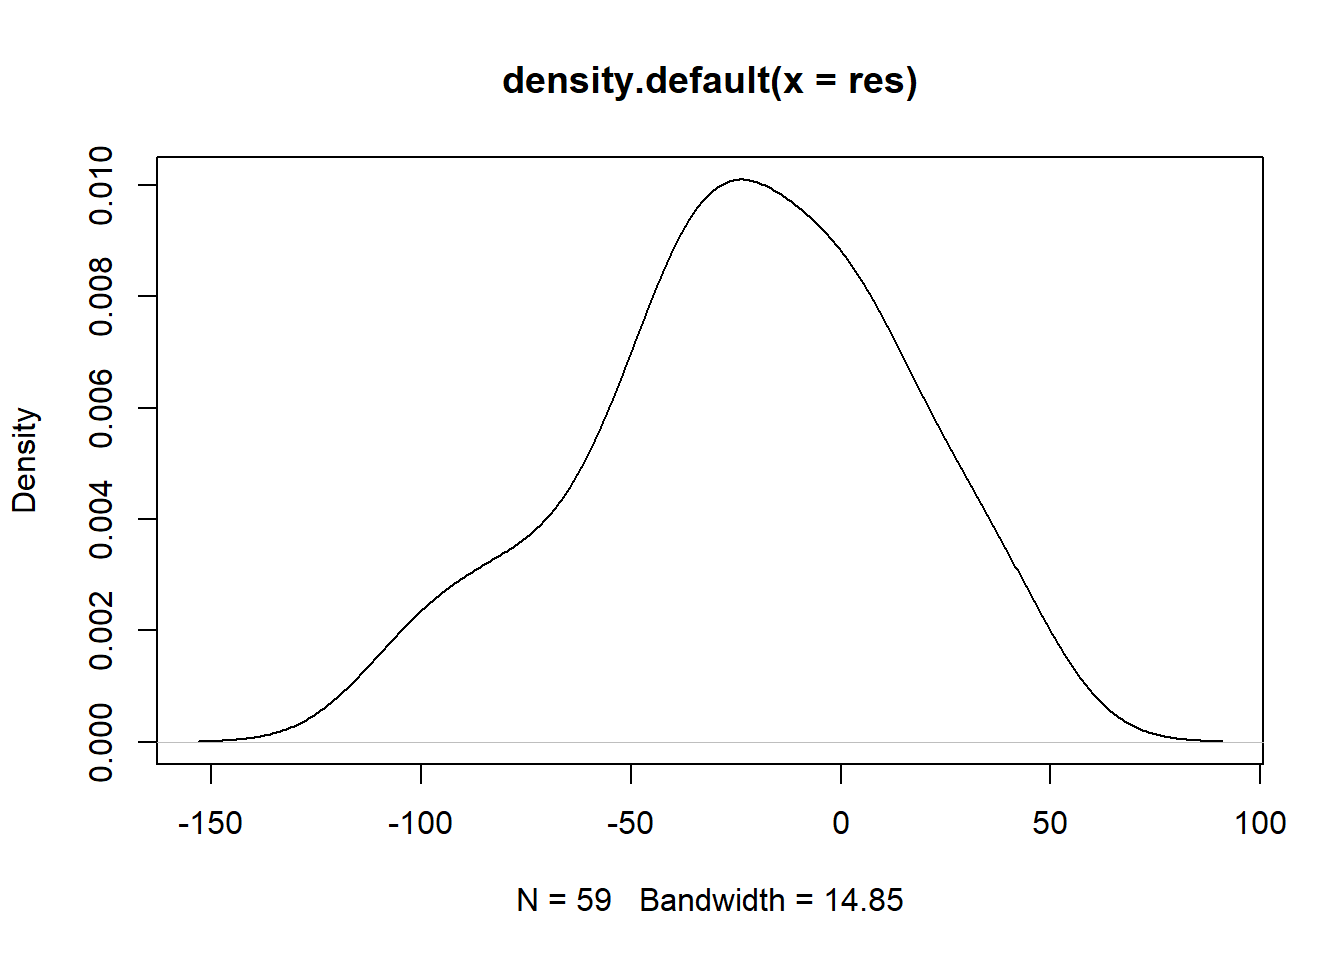 density.default(x = res)
Density
0.010
0.008
0.006
0.004
0.002
0.000
-150 -100 -50 0 50 100
N = 59 Bandwidth = 14.85